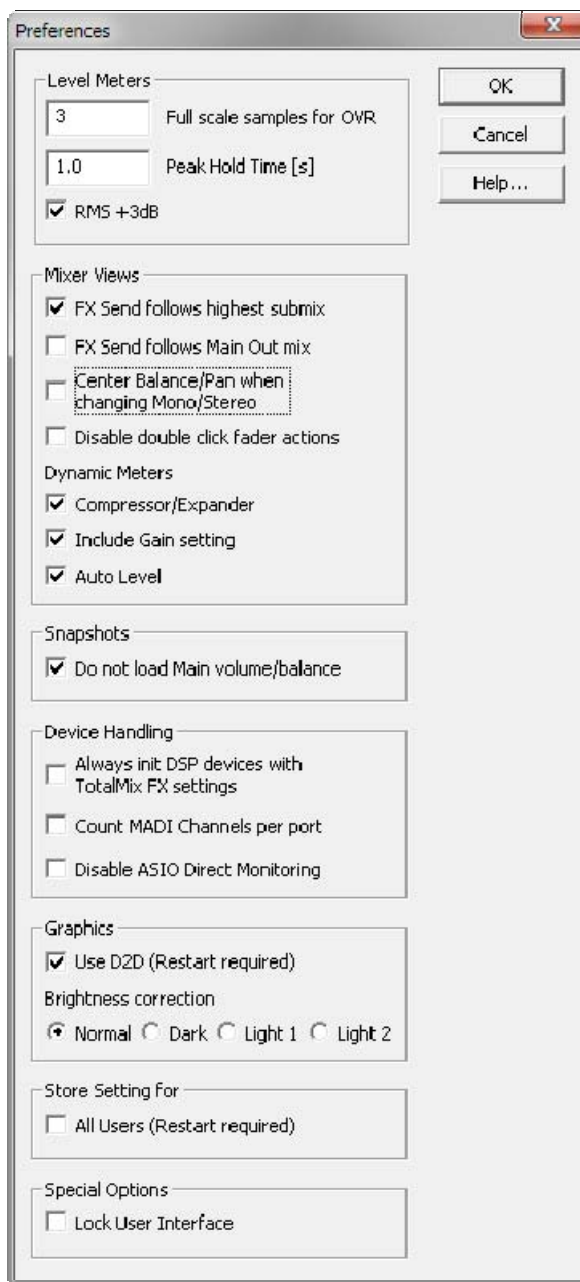 Preferences
Level Meters
3 Full scale samples for OVR
1.0 Peak Hold Time [s]
RMS +3dB
OK
Cancel
Help...
Mixer Views
FX Send follows highest submix
FX Send follows Main Out mix
Center Balance/Pan when
changing Mono/Stereo
Disable double click fader actions
Dynamic Meters
Compressor/Expander
Include Gain setting
Auto Level
Snapshots
Do not load Main volume/balance
Device Handling
Always init DSP devices with
TotalMix FX settings
Count MADI Channels per port
Disable ASIO Direct Monitoring
Graphics
Use D2D (Restart required)
Brightness correction
Normal Dark Light 1 Light 2
Store Setting for
All Users (Restart required)
Special Options
Lock User Interface